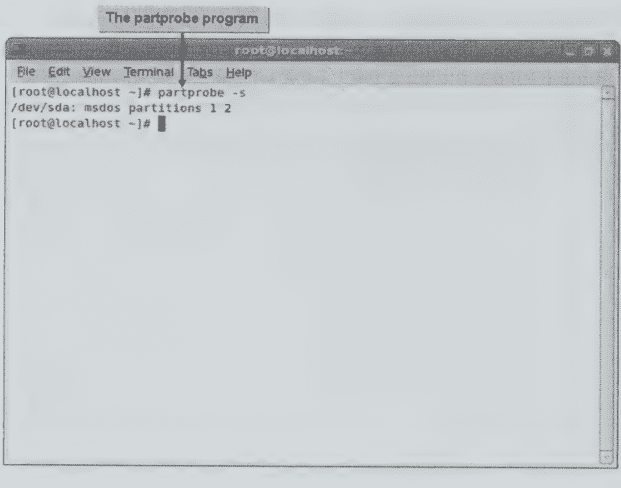 The partprobe program
root@localhost:~
File Edit View Terminal Tabs Help
[root@localhost ~]# partprobe -s
/dev/sda: msdos partitions 1 2
[root@localhost ~]#